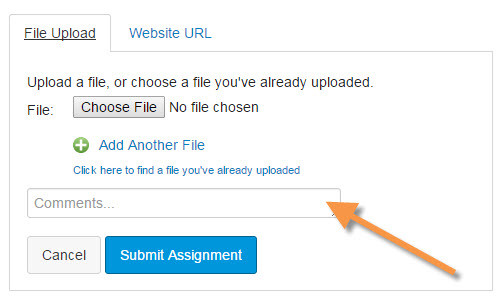 File Upload Website URL
Upload a file, or choose a file you've already uploaded.
File: Choose File No file chosen
Add Another File
Click here to find a file you've already uploaded
Comments...
Cancel Submit Assignment